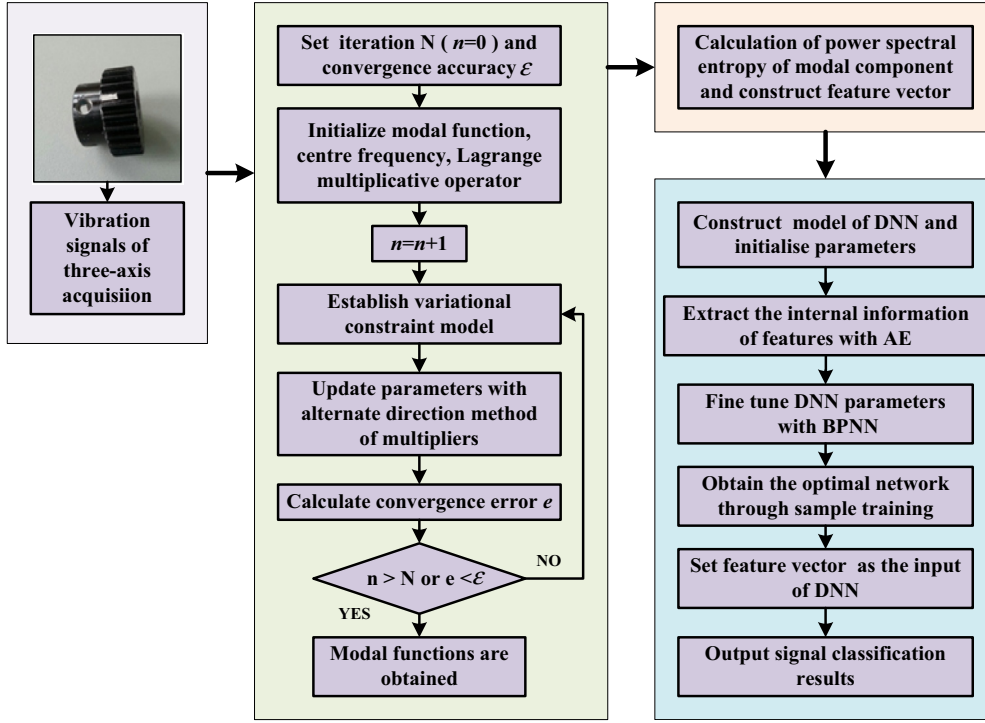 Vibration
signals of
three-axis
acquisiion
Set iteration N ( n=0 ) and
convergence accuracy ℰ
Initialize modal function,
centre frequency, Lagrange
multiplicative operator
n=n+1
Establish variational
constraint model
Update parameters with
alternate direction method
of multipliers
Calculate convergence error e
n > N or e <ℰ
NO
YES
Modal functions are
obtained
Calculation of power spectral
entropy of modal component
and construct feature vector
Construct model of DNN and
initialise parameters
Extract the internal information
of features with AE
Fine tune DNN parameters
with BPNN
Obtain the optimal network
through sample training
Set feature vector as the input
of DNN
Output signal classification
results